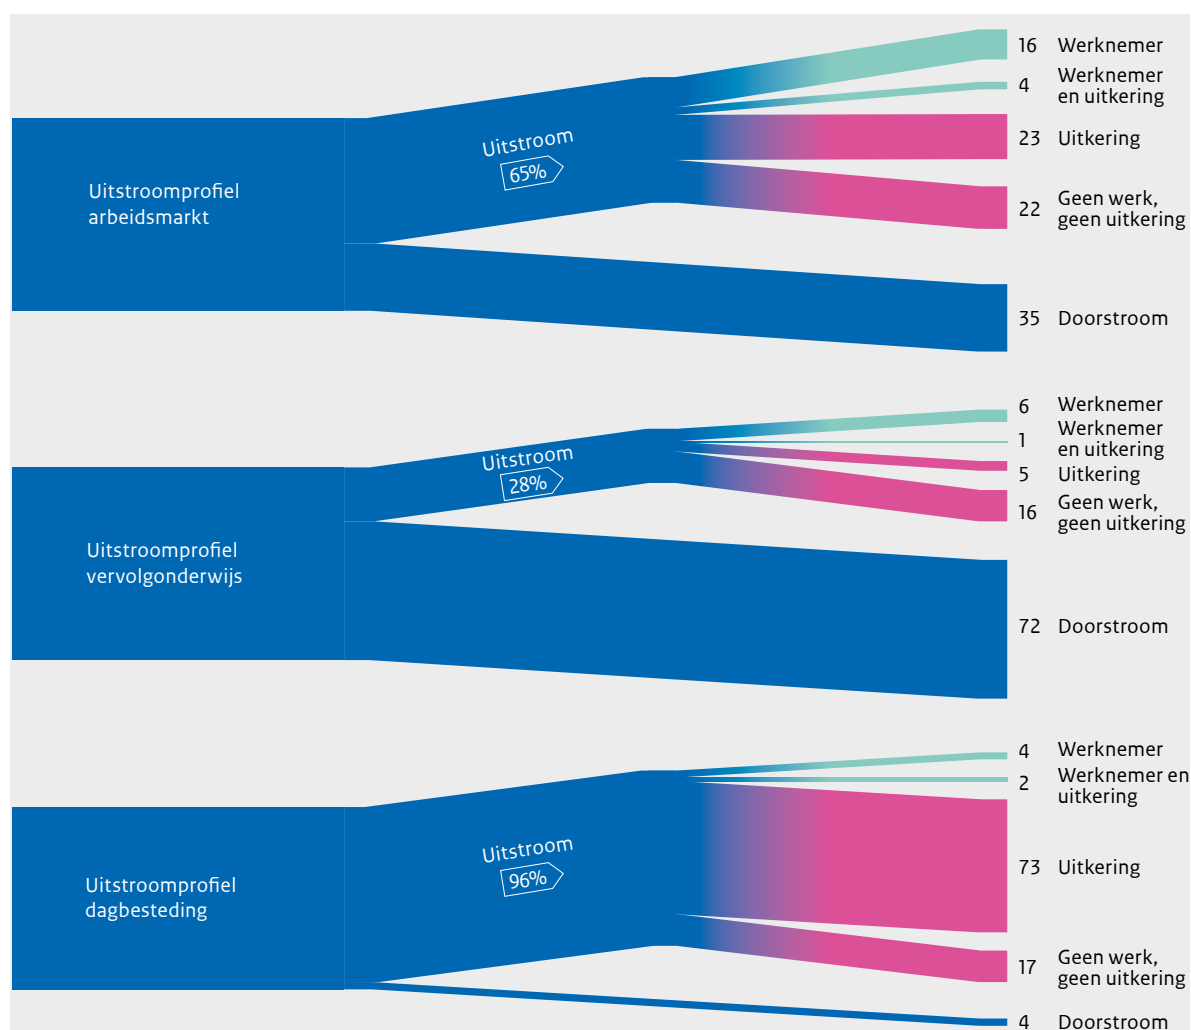 Uitstroomprofiel
arbeidsmarkt
Uitstroom
65%
16 Werknemer
4 Werknemer
en uitkering
23 Uitkering
22 Geen werk,
geen uitkering
35 Doorstroom
Uitstroomprofiel
vervolgonderwijs
Uitstroom
28%
6 Werknemer
1 Werknemer
en uitkering
5 Uitkering
16 Geen werk,
geen uitkering
72 Doorstroom
Uitstroomprofiel
dagbesteding
Uitstroom
96%
4 Werknemer
2 Werknemer en
uitkering
73 Uitkering
17 Geen werk,
geen uitkering
4 Doorstroom